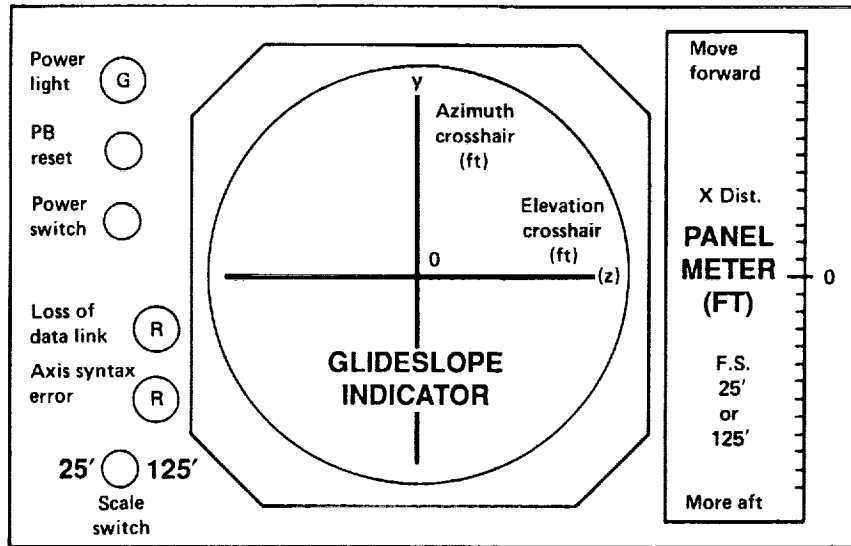 Power
light
G
PB
reset
Power
switch
Loss of
data link
R
Axis syntax
error
R
25′ 125′
Scale
switch
y
Azimuth
crosshair
(ft)
Elevation
crosshair
(ft)
0
(z)
GLIDESLOPE
INDICATOR
Move
forward
X Dist.
PANEL
METER
(FT)
0
F.S.
25′
or
125′
More aft